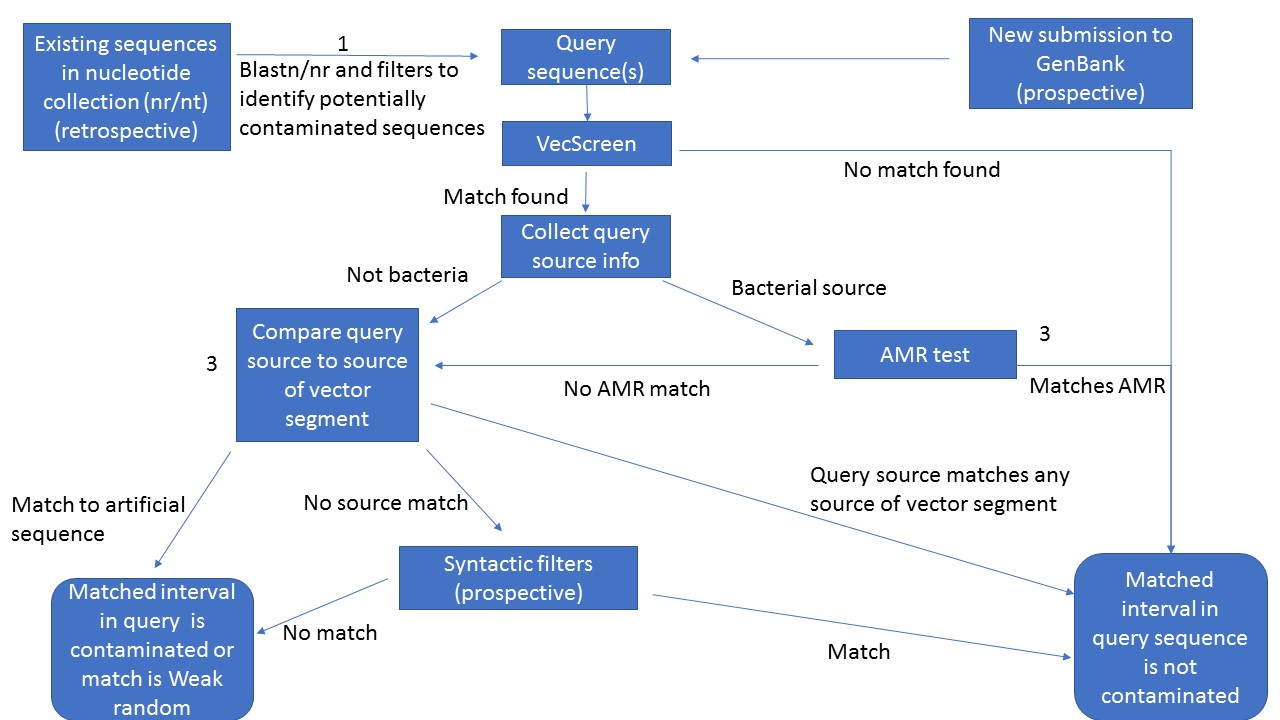 Existing sequences
in nucleotide
collection (nr/nt)
(retrospective)
1
Blastn/nr and filters to
identify potentially
contaminated sequences
Query
sequence(s)
New submission to
GenBank
(prospective)
VecScreen
No match found
Match found
Collect query
source info
Not bacteria
Bacterial source
Compare query
source to source
of vector
segment
3
AMR test
3
No AMR match
Matches AMR
Query source matches any
source of vector segment
Match to artificial
sequence
No source match
Syntactic filters
(prospective)
Matched interval
in query is
contaminated or
match is Weak
random
No match
Match
Matched
interval in
query sequence
is not
contaminated